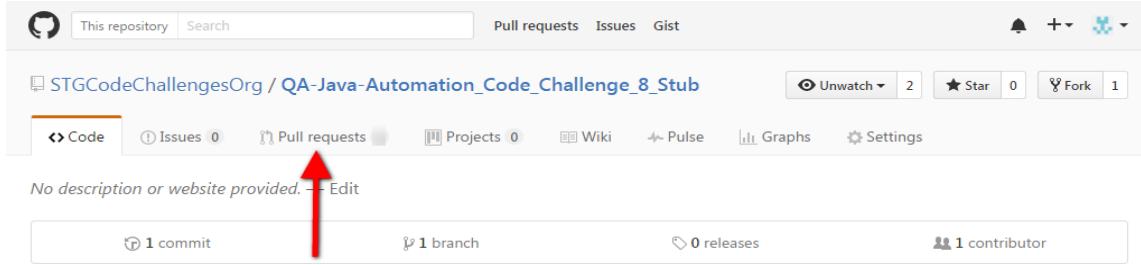 This repository Search Pull requests Issues Gist
STGCodeChallengesOrg / QA-Java-Automation_Code_Challenge_8_Stub Unwatch 2 Star 0 Fork 1
Code Issues 0 Pull requests Projects 0 Wiki Pulse Graphs Settings
No description or website provided. — Edit
1 commit 1 branch 0 releases 1 contributor